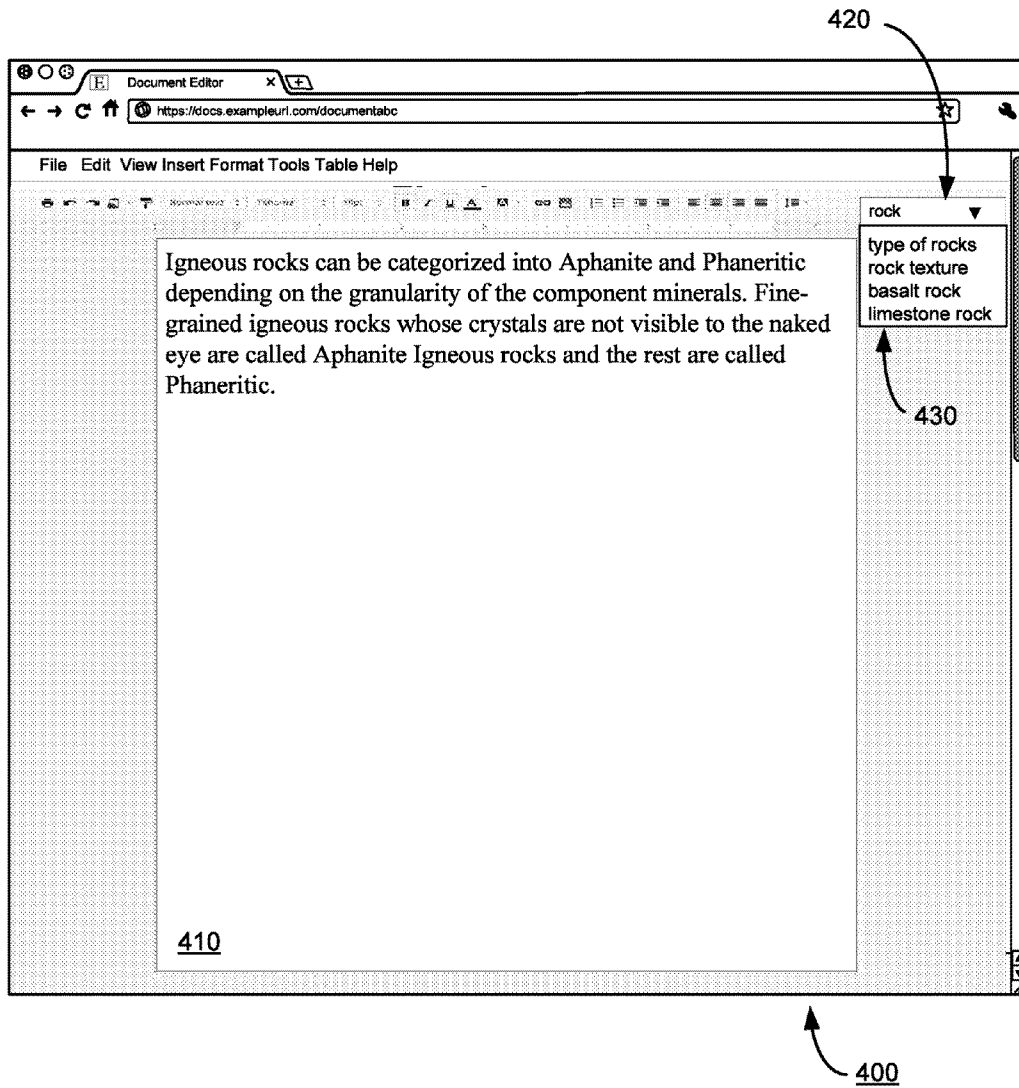 420
E Document Editor
https://docs.exampleurl.com/documentabc
File Edit View Insert Format Tools Table Help
rock
type of rocks
rock texture
basalt rock
limestone rock
430
Igneous rocks can be categorized into Aphanite and Phaneritic
depending on the granularity of the component minerals. Fine-
grained igneous rocks whose crystals are not visible to the naked
eye are called Aphanite Igneous rocks and the rest are called
Phaneritic.
410
400